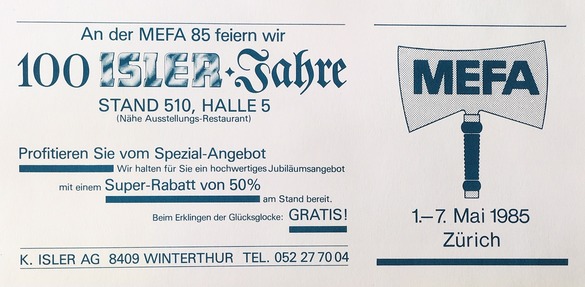 An der MEFA 85 feiern wir
100 ISLER-Jahre
STAND 510, HALLE 5
(Nähe Ausstellungs-Restaurant)
Profitieren Sie vom Spezial-Angebot
Wir halten für Sie ein hochwertiges Jubiläumsangebot
mit einem Super-Rabatt von 50%
am Stand bereit.
Beim Erklingen der Glücksglocke: GRATIS!
K. ISLER AG 8409 WINTERTHUR TEL. 052 27 70 04
MEFA
1.–7. Mai 1985
Zürich